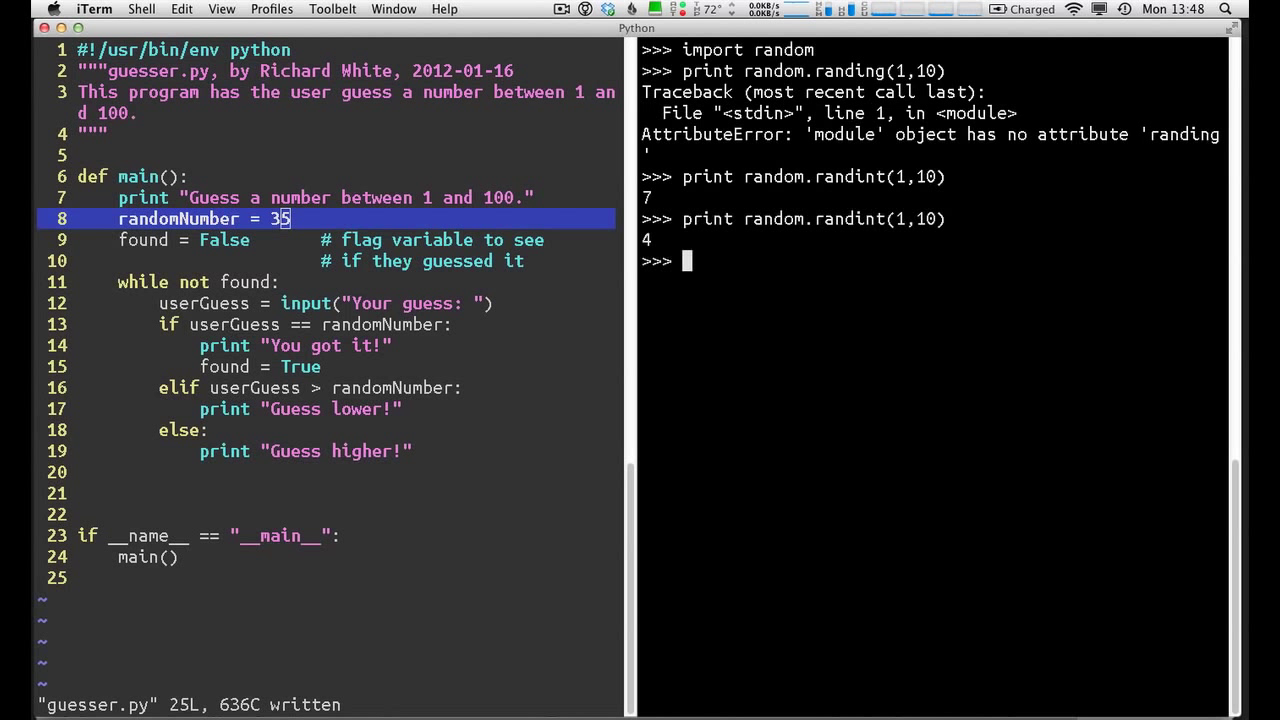 iTerm Shell Edit View Profiles Toolbelt Window Help 72° 0.0KB/s 0.0KB/s Charged Mon 13:48
Python
1 #!/usr/bin/env python
2 """guesser.py, by Richard White, 2012-01-16
3 This program has the user guess a number between 1 an
d 100.
4 """
5
6 def main():
7 print "Guess a number between 1 and 100."
8 randomNumber = 35
9 found = False # flag variable to see
10 # if they guessed it
11 while not found:
12 userGuess = input("Your guess: ")
13 if userGuess == randomNumber:
14 print "You got it!"
15 found = True
16 elif userGuess > randomNumber:
17 print "Guess lower!"
18 else:
19 print "Guess higher!"
20
21
22
23 if __name__ == "__main__":
24 main()
25
~
~
~
~
~
"guesser.py" 25L, 636C written
>>> import random
>>> print random.randing(1,10)
Traceback (most recent call last):
File "<stdin>", line 1, in <module>
AttributeError: 'module' object has no attribute 'randing
'
>>> print random.randint(1,10)
7
>>> print random.randint(1,10)
4
>>>